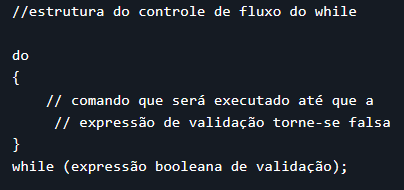 //estrutura do controle de fluxo do while
do
{
// comando que será executado até que a
// expressão de validação torne-se falsa
}
while (expressão booleana de validação);